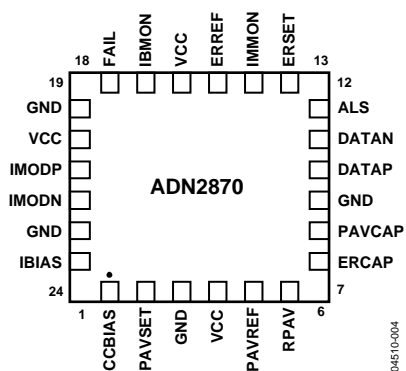 18
FAIL
IBMON
VCC
ERREF
IMMON
ERSET
13
19
12
GND
VCC
IMODP
IMODN
GND
IBIAS
ADN2870
ALS
DATAN
DATAP
GND
PAVCAP
ERCAP
24
7
1
CCBIAS
PAVSET
GND
VCC
PAVREF
RPAV
6
04510-004